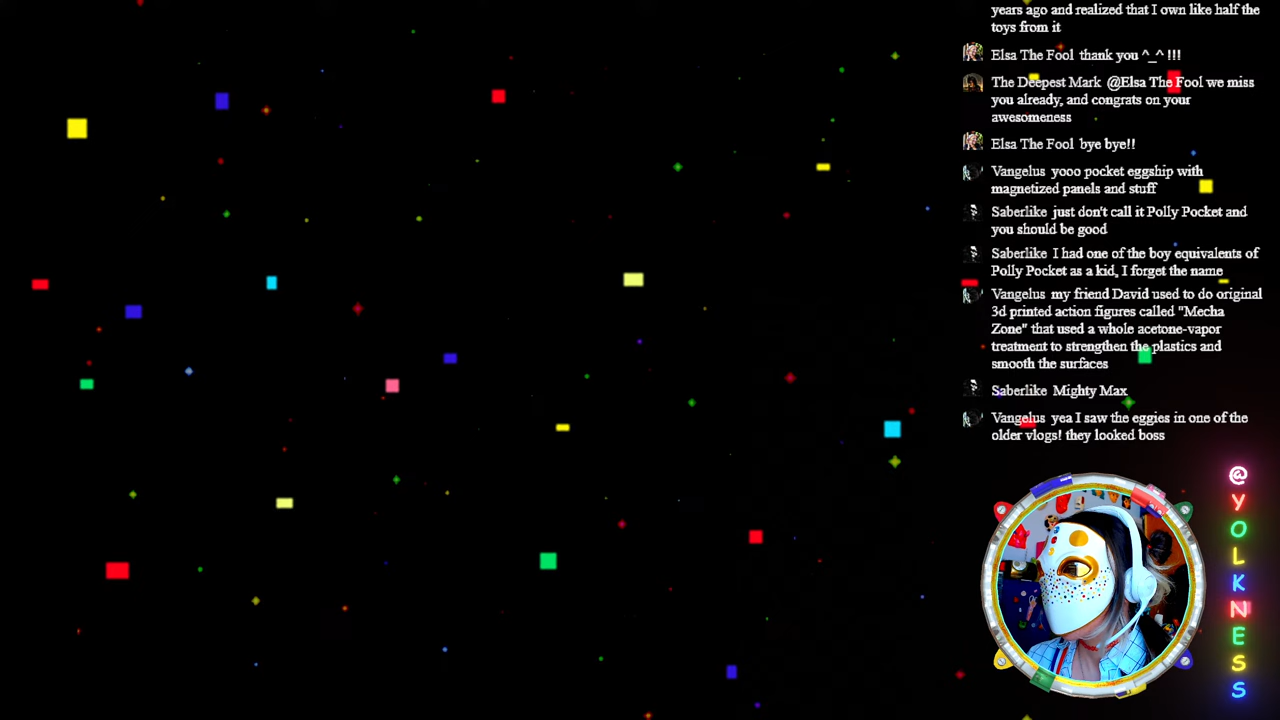 years ago and realized that I own like half the
toys from it
Elsa The Fool thank you ^_^ !!!
The Deepest Mark @Elsa The Fool we miss
you already, and congrats on your
awesomeness
Elsa The Fool bye bye!!
Vangelus yooo pocket eggship with
magnetized panels and stuff
Saberlike just don't call it Polly Pocket and
you should be good
Saberlike I had one of the boy equivalents of
Polly Pocket as a kid, I forget the name
Vangelus my friend David used to do original
3d printed action figures called "Mecha
Zone" that used a whole acetone-vapor
treatment to strengthen the plastics and
smooth the surfaces
Saberlike Mighty Max
Vangelus yea I saw the eggies in one of the
older vlogs! they looked boss
@YOLKNESS